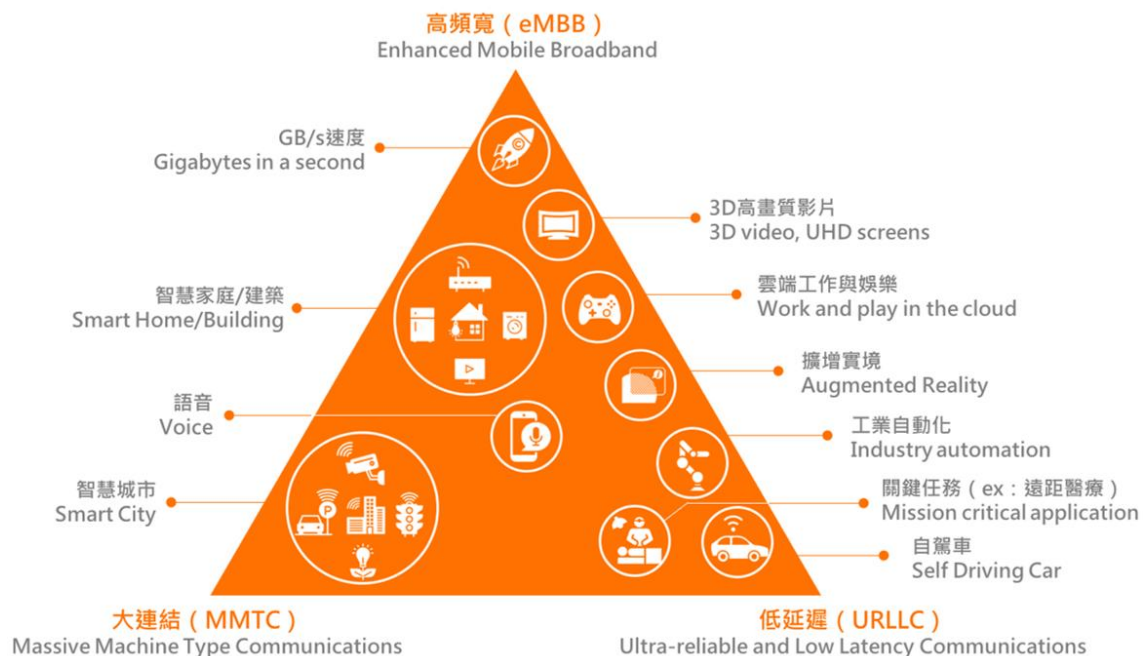 高頻寬（eMBB）
Enhanced Mobile Broadband
GB/s速度
Gigabytes in a second
3D高畫質影片
3D video, UHD screens
智慧家庭/建築
Smart Home/Building
雲端工作與娛樂
Work and play in the cloud
擴增實境
Augmented Reality
語音
Voice
工業自動化
Industry automation
智慧城市
Smart City
P
關鍵任務（ex：遠距醫療）
Mission critical application
自駕車
Self Driving Car
大連結（MMTC）
Massive Machine Type Communications
低延遲（URLLC）
Ultra-reliable and Low Latency Communications